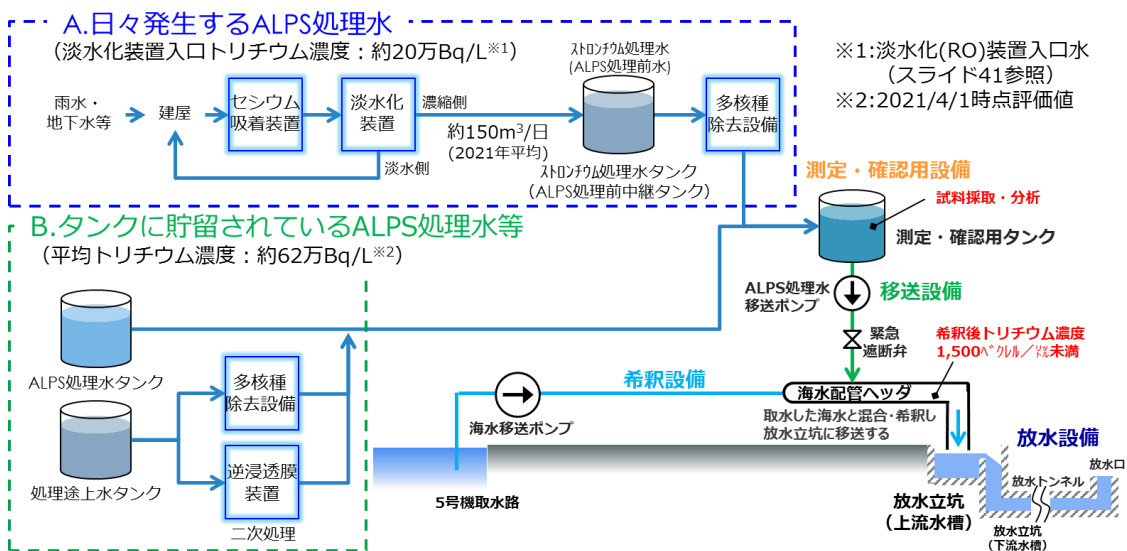 A.日々発生するALPS処理水
（淡水化装置入口トリチウム濃度：約20万Bq/L※1）
雨水・
地下水等
建屋
セシウム
吸着装置
淡水化
装置
濃縮側
約150m3/日
(2021年平均)
淡水側
ｽﾄﾛﾝﾁｳﾑ処理水
(ALPS処理前水)
ｽﾄﾛﾝﾁｳﾑ処理水タンク
（ALPS処理前中継タンク）
多核種
除去設備
※1:淡水化(RO)装置入口水
（スライド41参照）
※2:2021/4/1時点評価値
測定・確認用設備
試料採取・分析
測定・確認用タンク
B.タンクに貯留されているALPS処理水等
（平均トリチウム濃度：約62万Bq/L※2）
ALPS処理水タンク
処理途上水タンク
多核種
除去設備
逆浸透膜
装置
二次処理
ALPS処理水
移送ポンプ
移送設備
緊急
遮断弁
希釈後トリチウム濃度
1,500ﾍﾞｸﾚﾙ／ﾘｯﾄﾙ未満
希釈設備
海水移送ポンプ
海水配管ヘッダ
取水した海水と混合・希釈し
放水立坑に移送する
5号機取水路
放水設備
放水口
放水トンネル
放水立坑
（上流水槽）
放水立坑
（下流水槽）